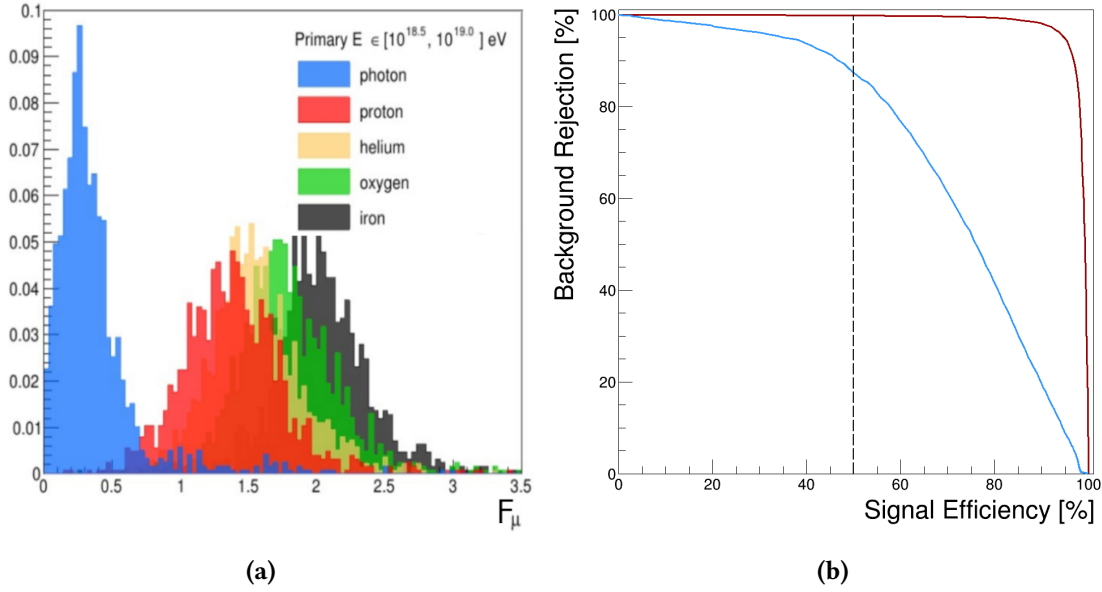 0.1
0.09
0.08
0.07
0.06
0.05
0.04
0.03
0.02
0.01
0
0 0.5 1 1.5 2 2.5 3 3.5
F_μ
Primary E ∈ [10^18.5, 10^19.0 ] eV
photon
proton
helium
oxygen
iron
(a)
Background Rejection [%]
100
80
60
40
20
0
0 20 40 60 80 100
Signal Efficiency [%]
(b)